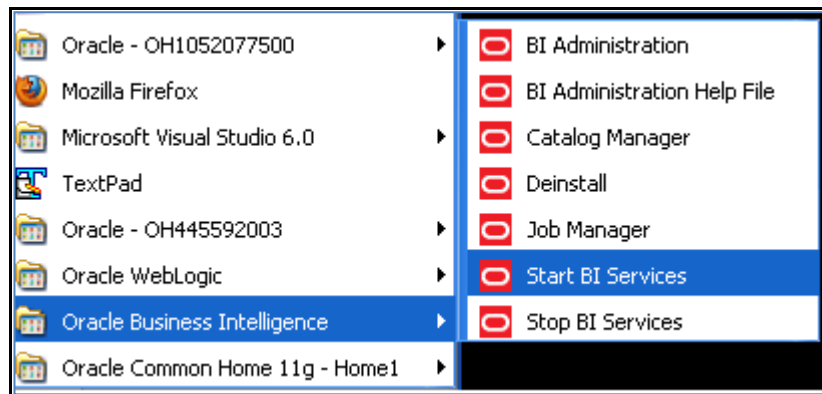 Oracle - OH1052077500
Mozilla Firefox
Microsoft Visual Studio 6.0
TextPad
Oracle - OH445592003
Oracle WebLogic
Oracle Business Intelligence
Oracle Common Home 11g - Home1
BI Administration
BI Administration Help File
Catalog Manager
Deinstall
Job Manager
Start BI Services
Stop BI Services